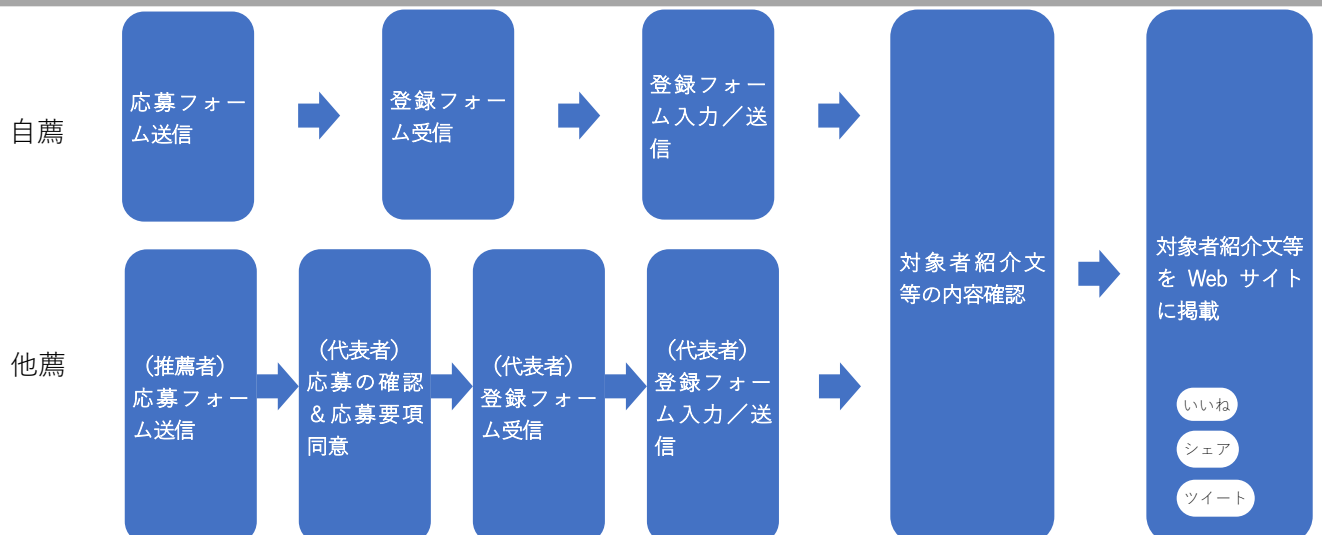 自薦
応募フォー
ム送信
登録フォー
ム受信
登録フォー
ム入力／送
信
他薦
（推薦者）
応募フォー
ム送信
（代表者）
応募の確認
＆応募要項
同意
（代表者）
登録フォー
ム受信
（代表者）
登録フォー
ム入力／送
信
対象者紹介文
等の内容確認
対象者紹介文等
を Web サイト
に掲載
いいね
シェア
ツイート